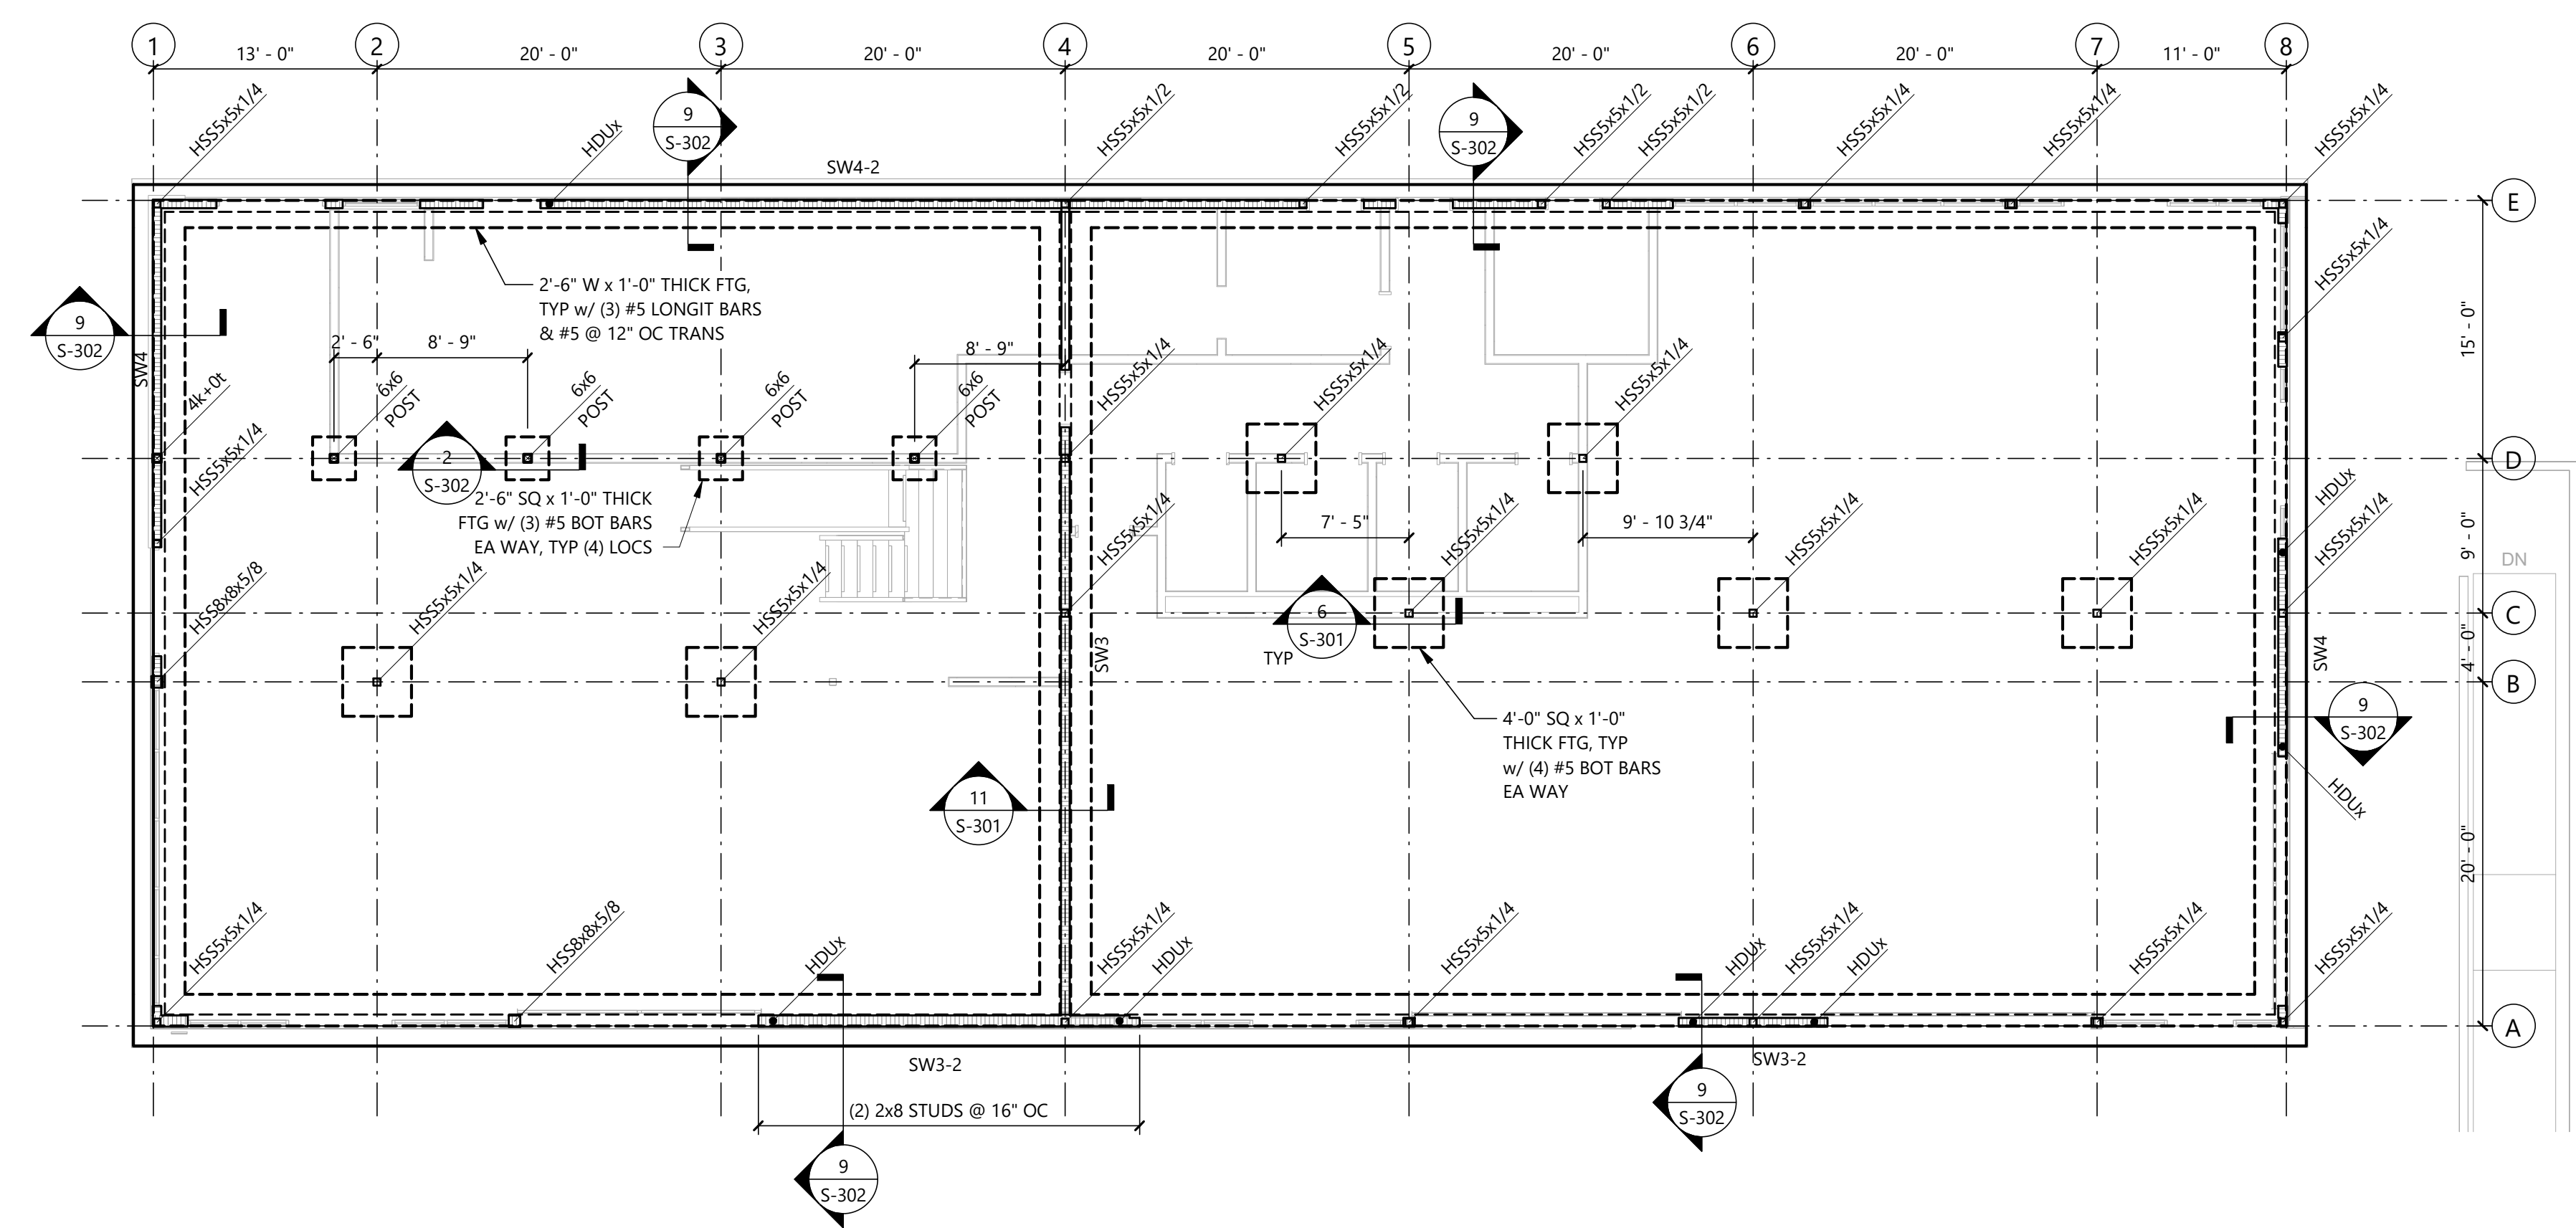 1
2
3
4
5
6
7
8
13' - 0"
20' - 0"
20' - 0"
20' - 0"
20' - 0"
20' - 0"
11' - 0"
HSS5x5x1/4
HDUx
9
S-302
HSS5x5x1/2
HSS5x5x1/2
9
S-302
HSS5x5x1/2
HSS5x5x1/2
HSS5x5x1/4
HSS5x5x1/4
HSS5x5x1/4
SW4-2
E
2'-6" W x 1'-0" THICK FTG,
TYP w/ (3) #5 LONGIT BARS
& #5 @ 12" OC TRANS
HSS5x5x1/4
9
S-302
15' - 0"
SW4
2' - 6"
8' - 9"
8' - 9"
4k+0t
6x6
POST
6x6
POST
6x6
POST
6x6
POST
HSS5x5x1/4
HSS5x5x1/4
HSS5x5x1/4
D
HSS5x5x1/4
2
S-302
2'-6" SQ x 1'-0" THICK
FTG w/ (3) #5 BOT BARS
EA WAY, TYP (4) LOCS
HSS5x5x1/4
7' - 5"
HSS5x5x1/4
9' - 10 3/4"
HSS5x5x1/4
HSS5x5x1/4
HDUx
HSS5x5x1/4
9' - 0"
DN
HSS8x8x5/8
HSS5x5x1/4
HSS5x5x1/4
6
S-301
TYP
C
SW3
SW4
4' - 0"
B
4'-0" SQ x 1'-0"
THICK FTG, TYP
w/ (4) #5 BOT BARS
EA WAY
9
S-302
HDUx
11
S-301
20' - 0"
HSS5x5x1/4
HSS8x8x5/8
HDUx
HSS5x5x1/4
HDUx
HSS5x5x1/4
HDUx
HSS5x5x1/4
HDUx
HSS5x5x1/4
HSS5x5x1/4
A
SW3-2
SW3-2
(2) 2x8 STUDS @ 16" OC
9
S-302
9
S-302